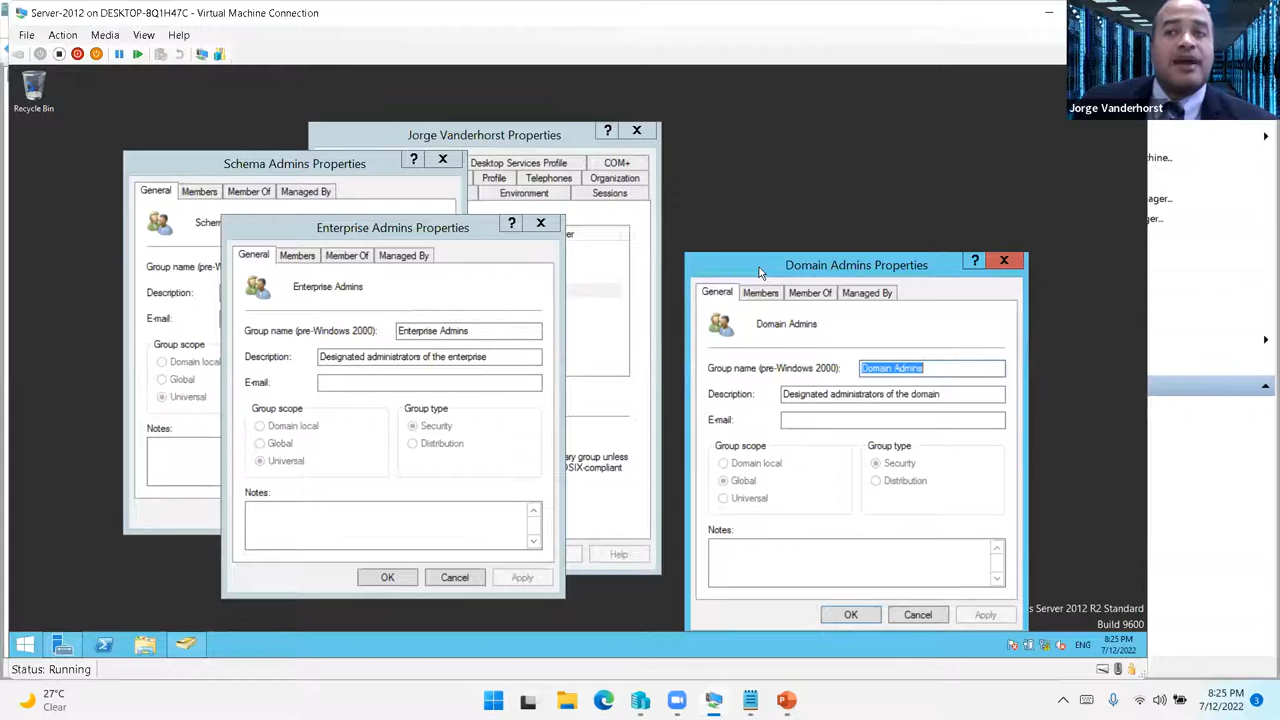 Server-2012 on DESKTOP-8Q1H47C - Virtual Machine Connection
File Action Media View Help
Recycle Bin
Jorge Vanderhorst
Jorge Vanderhorst Properties
? X
Desktop Services Profile COM+
Profile Telephones Organization
Environment Sessions
Help
Schema Admins Properties
? X
General Members Member Of Managed By
Group name (pre-W
Description:
E-mail:
Group scope
Domain local
Global
Universal
Notes:
Enterprise Admins Properties
? X
General Members Member Of Managed By
Enterprise Admins
Group name (pre-Windows 2000): Enterprise Admins
Description: Designated administrators of the enterprise
E-mail:
Group scope Group type
Domain local Security
Global Distribution
Universal
Notes:
OK Cancel Apply
Domain Admins Properties
? X
General Members Member Of Managed By
Domain Admins
Group name (pre-Windows 2000): Domain Admins
Description: Designated administrators of the domain
E-mail:
Group scope Group type
Domain local Security
Global Distribution
Universal
Notes:
OK Cancel Apply
s Server 2012 R2 Standard
Build 9600
ENG
8:25 PM
7/12/2022
Status: Running
27°C
Clear
8:25 PM
7/12/2022
3